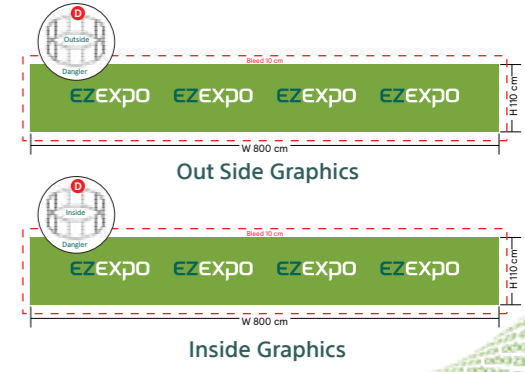 D
Outside
Dangler
Bleed 10 cm
EZEXPO EZEXPO EZEXPO EZEXPO
H 110 cm
W 800 cm
Out Side Graphics
D
Inside
Dangler
Bleed 10 cm
EZEXPO EZEXPO EZEXPO EZEXPO
H 110 cm
W 800 cm
Inside Graphics